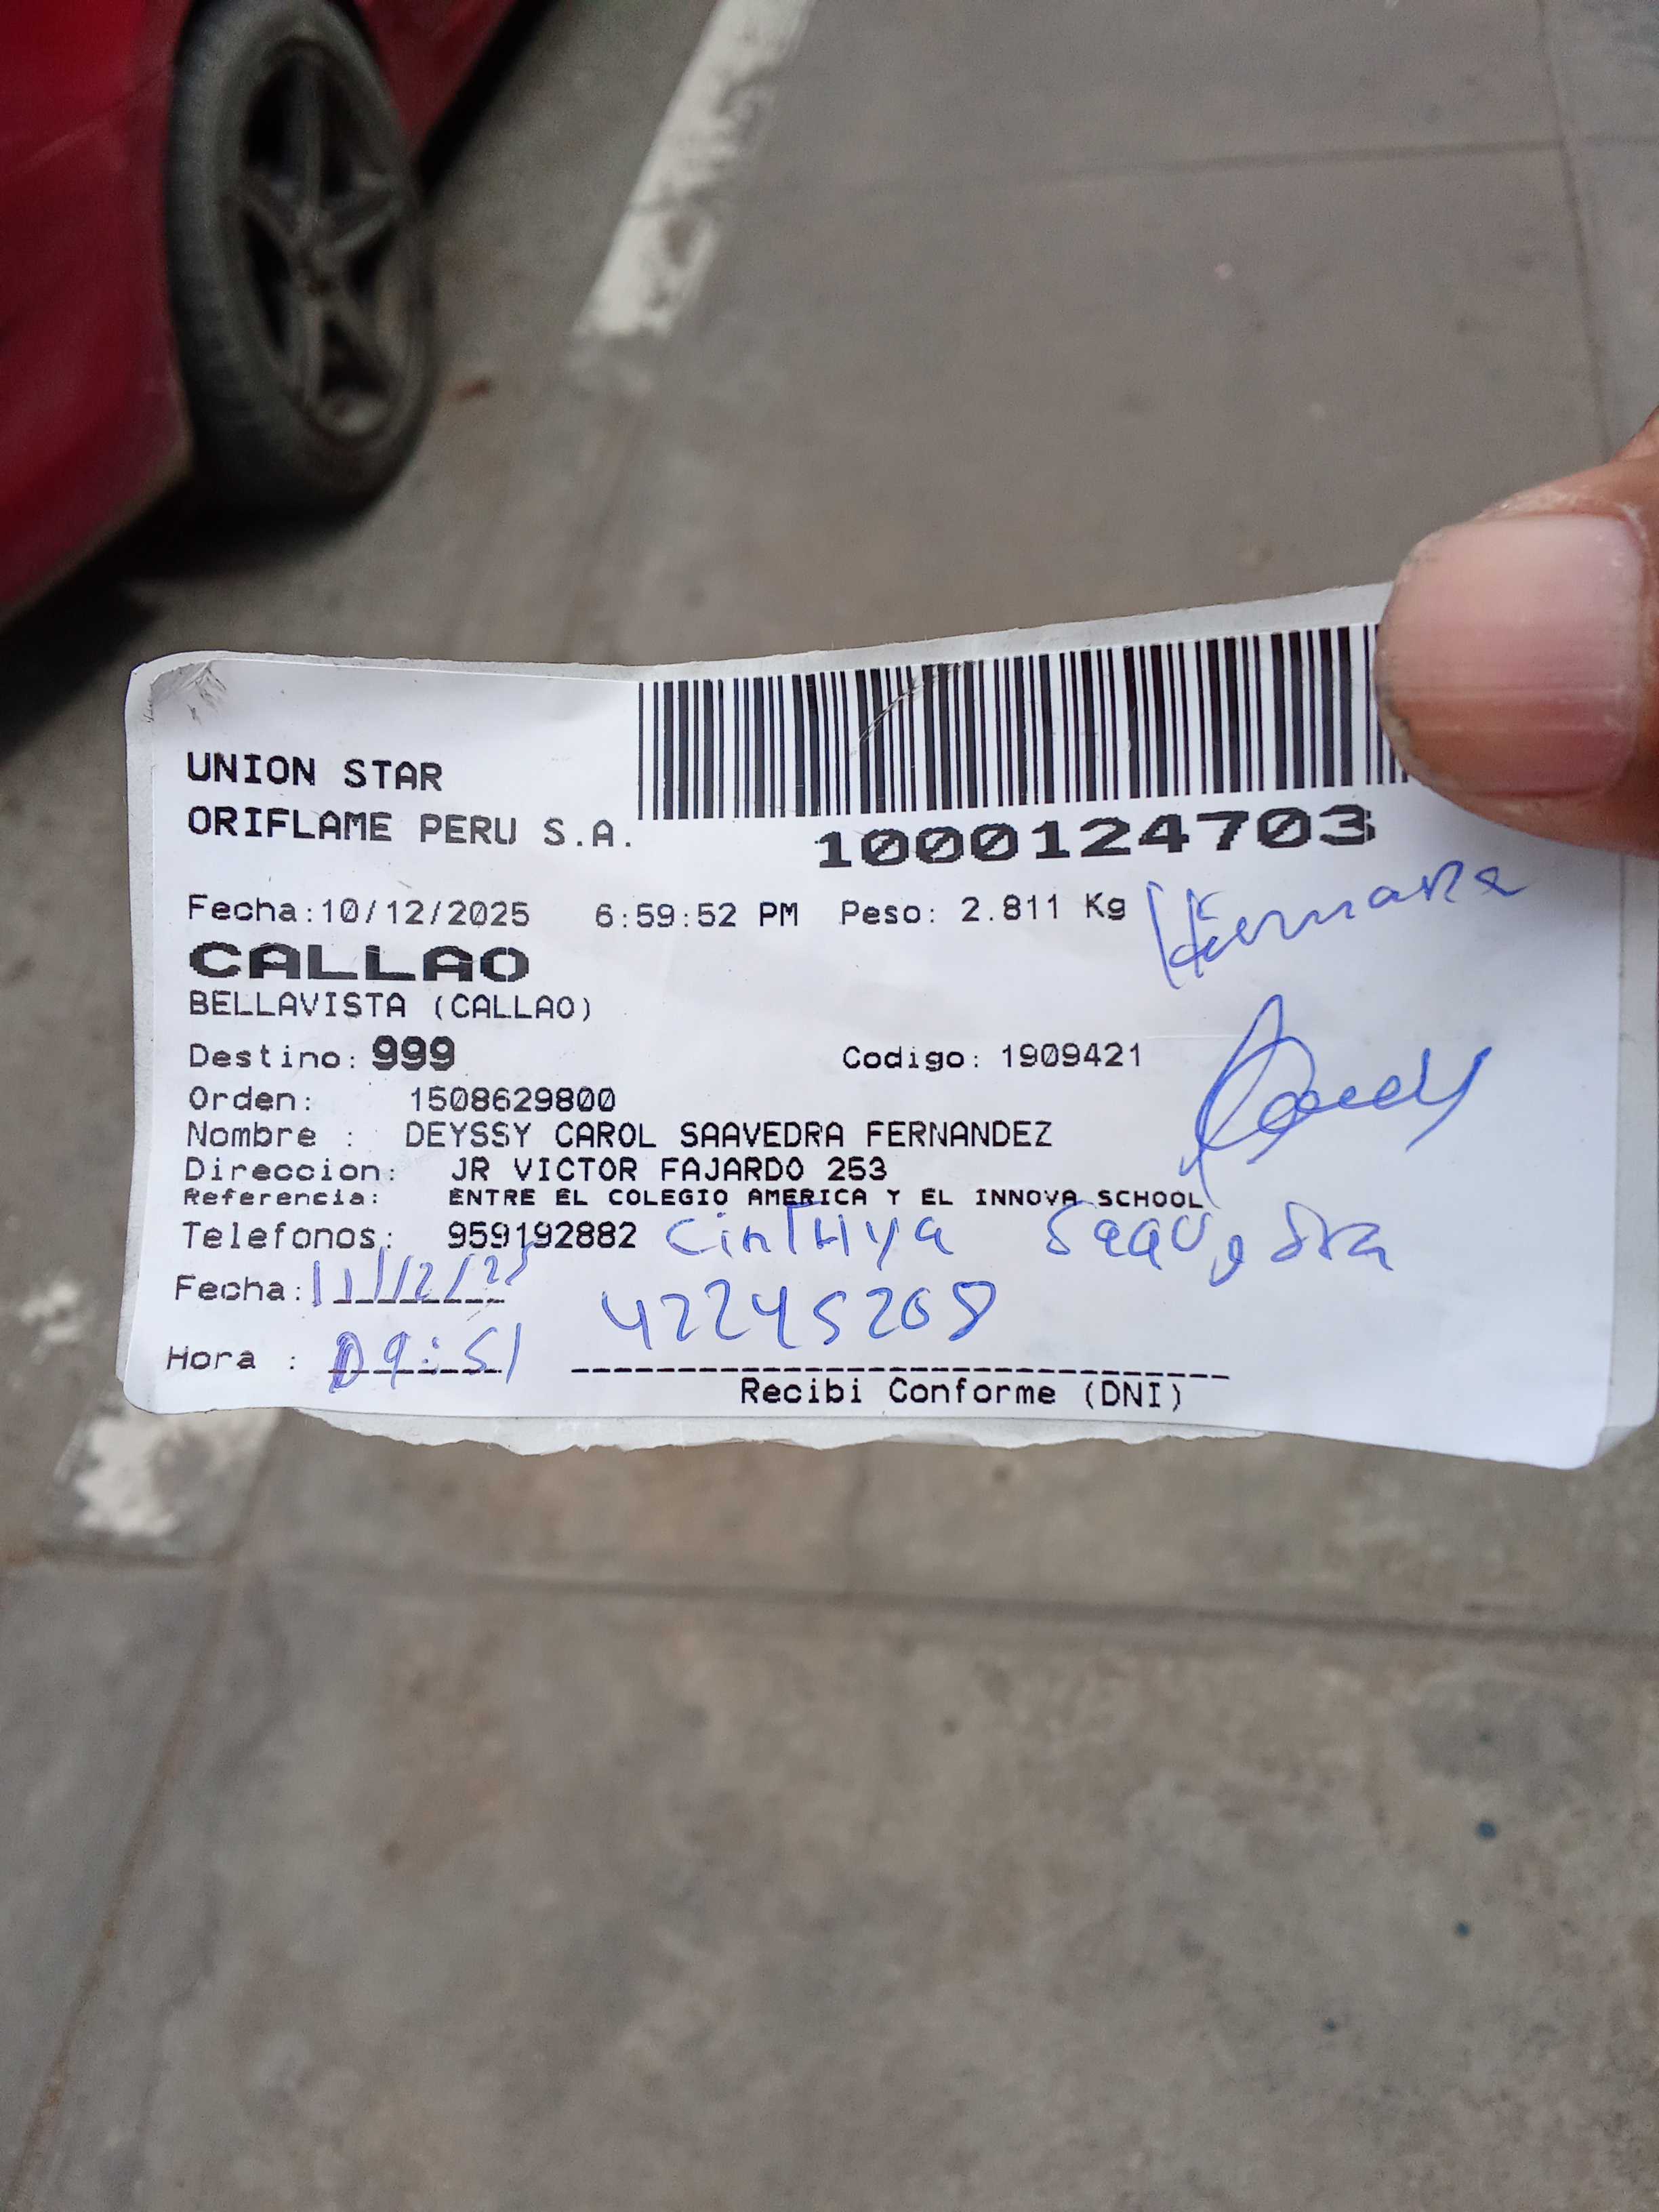 UNION STAR
ORIFLAME PERU S.A.
1000124703
Fecha:10/12/2025 6:59:52 PM Peso: 2.811 Kg
Hermana
CALLAO
BELLAVISTA (CALLAO)
Destino: 999 Codigo: 1909421
Orden: 1508629800
Nombre : DEYSSY CAROL SAAVEDRA FERNANDEZ
Direccion: JR VICTOR FAJARDO 253
Referencia: ENTRE EL COLEGIO AMERICA Y EL INNOVA SCHOOL
Telefonos: 959192882 CinTHya Saavedra
Fecha: 11/12/25 42245208
Hora : 09:51
Recibi Conforme (DNI)